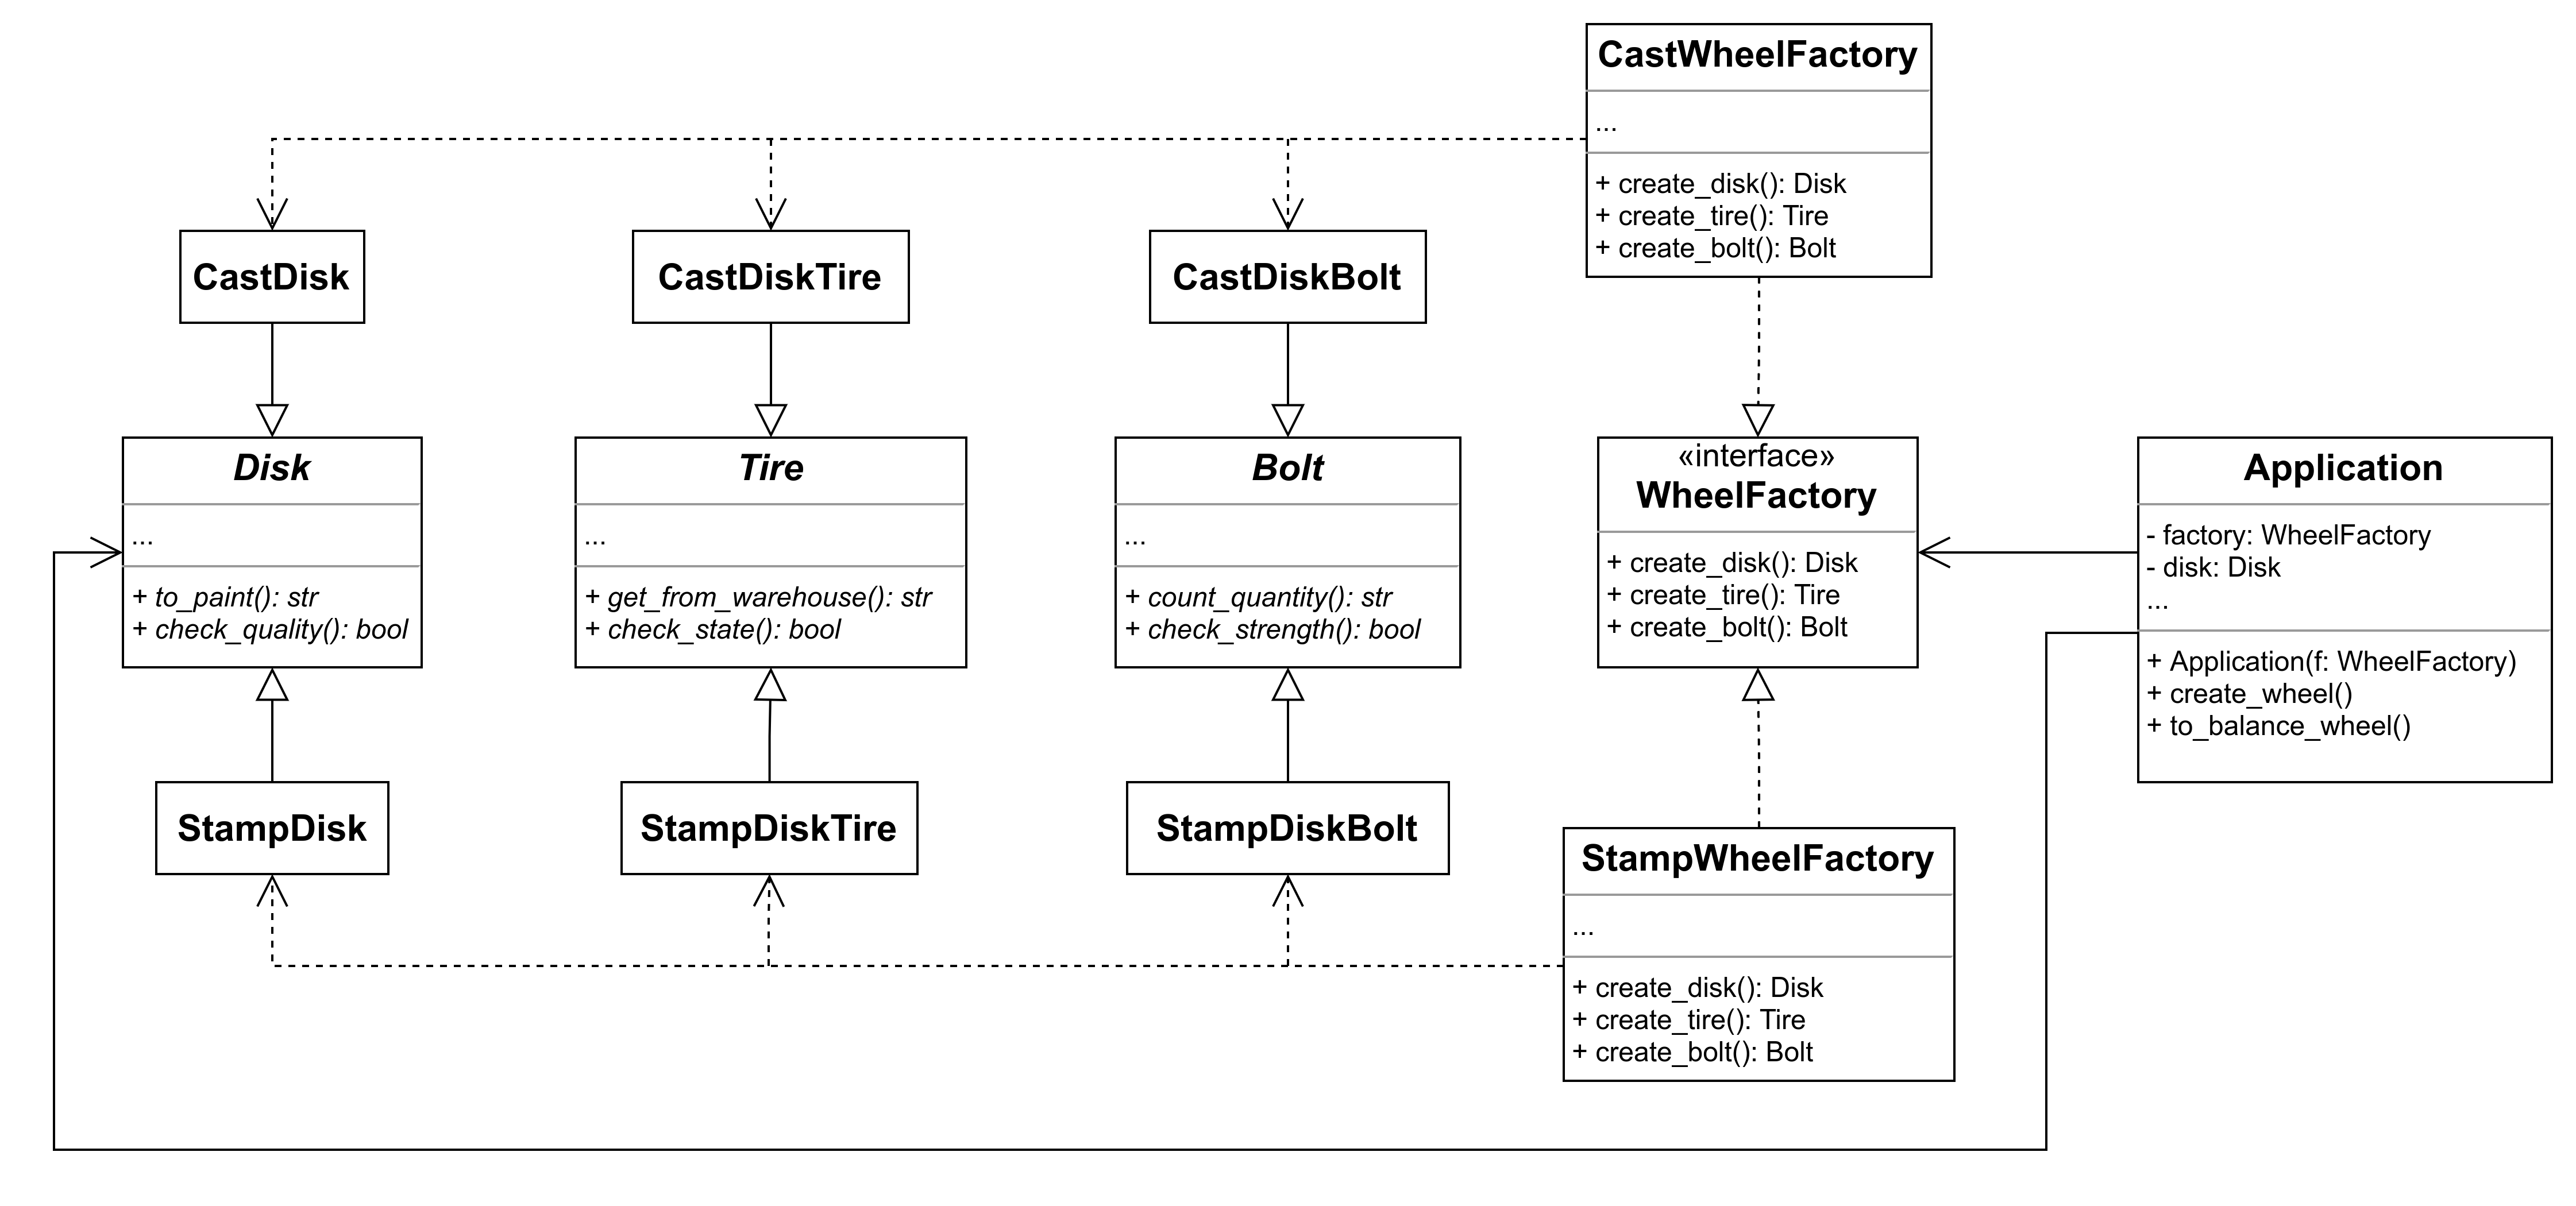 CastWheelFactory
...
+ create_disk(): Disk
+ create_tire(): Tire
+ create_bolt(): Bolt
CastDisk
CastDiskTire
CastDiskBolt
Disk
...
+ to_paint(): str
+ check_quality(): bool
Tire
...
+ get_from_warehouse(): str
+ check_state(): bool
Bolt
...
+ count_quantity(): str
+ check_strength(): bool
«interface»
WheelFactory
+ create_disk(): Disk
+ create_tire(): Tire
+ create_bolt(): Bolt
Application
- factory: WheelFactory
- disk: Disk
...
+ Application(f: WheelFactory)
+ create_wheel()
+ to_balance_wheel()
StampDisk
StampDiskTire
StampDiskBolt
StampWheelFactory
...
+ create_disk(): Disk
+ create_tire(): Tire
+ create_bolt(): Bolt